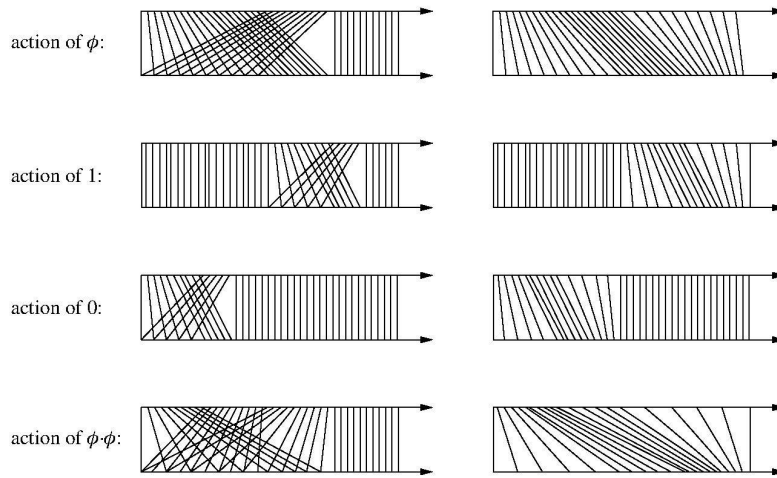 action of ϕ:
action of 1:
action of 0:
action of ϕ·ϕ: